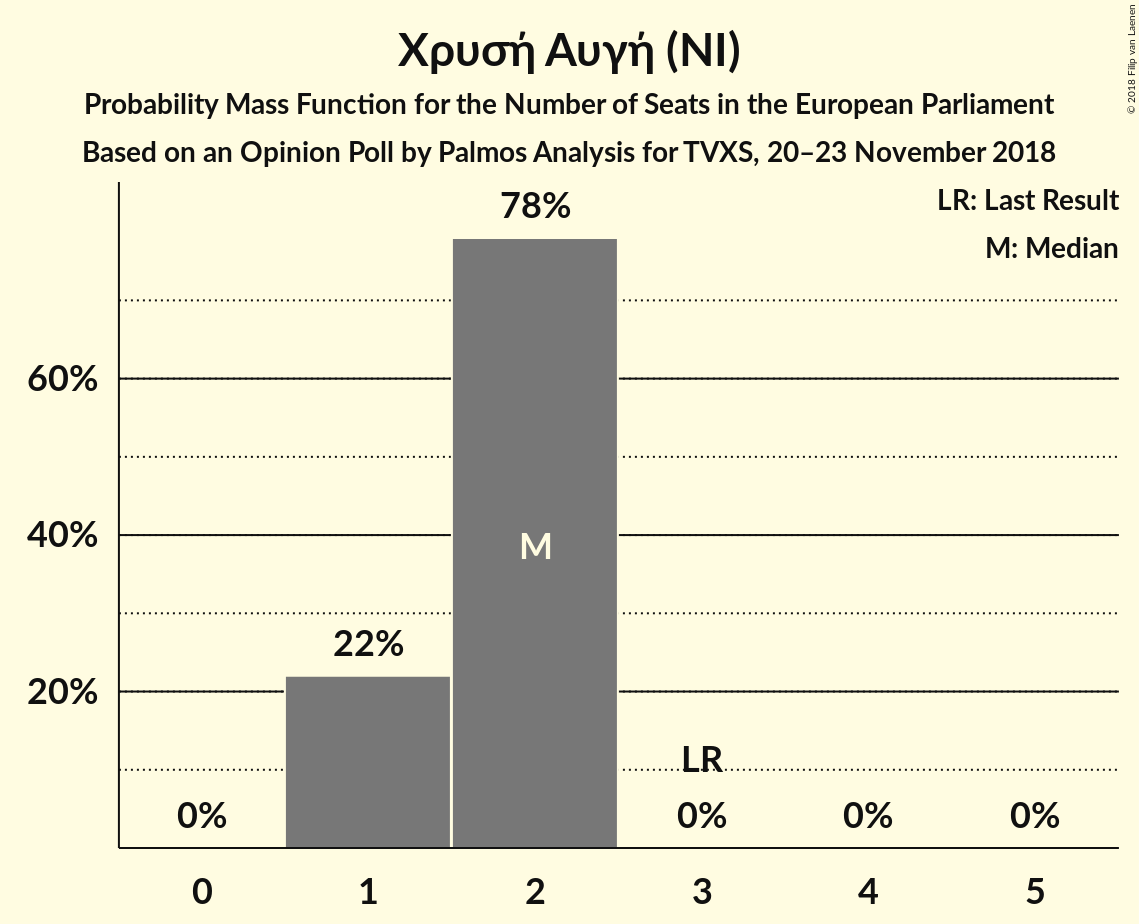 Χρυσή Αυγή (NI)
Probability Mass Function for the Number of Seats in the European Parliament
Based on an Opinion Poll by Palmos Analysis for TVXS, 20–23 November 2018
© 2018 Filip van Laenen
LR: Last Result
M: Median
78%
60%
40%
M
22%
20%
LR
0%
0%
0%
0%
0
1
2
3
4
5